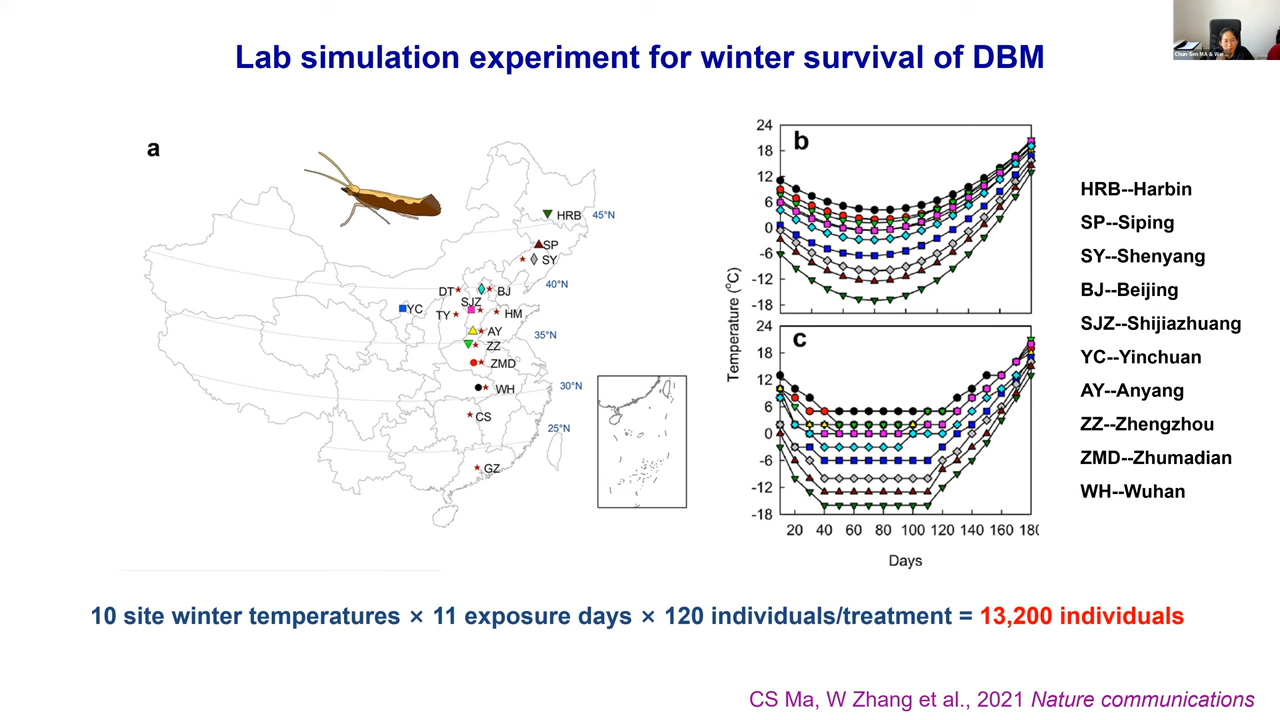 Lab simulation experiment for winter survival of DBM
a
HRB
45°N
SP
SY
40°N
DT
BJ
SJZ
YC
TY
HM
AY
35°N
ZZ
ZMD
WH
30°N
CS
25°N
GZ
Temperature (°C)
b
24
18
12
6
0
-6
-12
-18
c
24
18
12
6
0
-6
-12
-18
20 40 60 80 100 120 140 160 180
Days
HRB--Harbin
SP--Siping
SY--Shenyang
BJ--Beijing
SJZ--Shijiazhuang
YC--Yinchuan
AY--Anyang
ZZ--Zhengzhou
ZMD--Zhumadian
WH--Wuhan
10 site winter temperatures × 11 exposure days × 120 individuals/treatment = 13,200 individuals
CS Ma, W Zhang et al., 2021 Nature communications
Chun-Sen MA & We